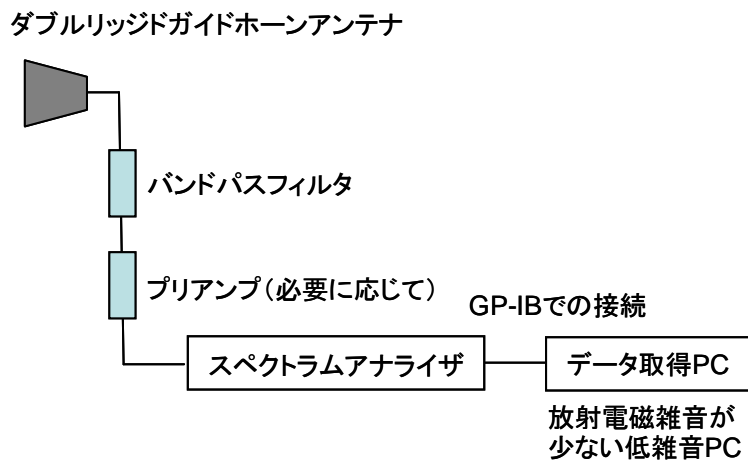 ダブルリッジドガイドホーンアンテナ
バンドパスフィルタ
プリアンプ（必要に応じて）
GP-IBでの接続
スペクトラムアナライザ
データ取得PC
放射電磁雑音が
少ない低雑音PC